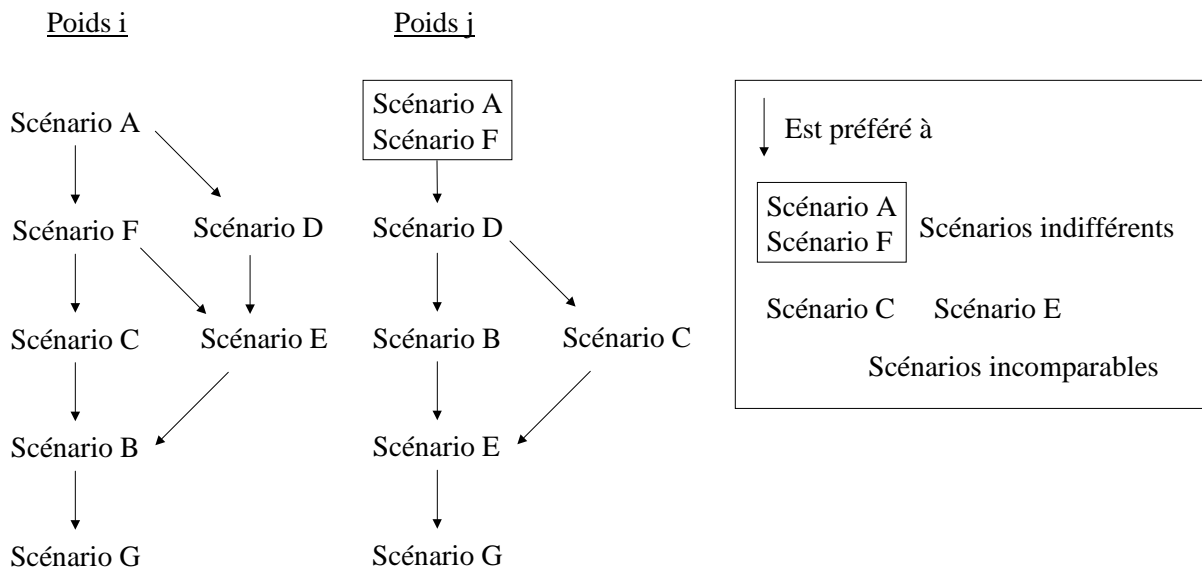 Poids i
Poids j
Scénario A
Scénario F
Scénario D
Scénario C
Scénario E
Scénario B
Scénario G
Scénario A
Scénario F
Scénario D
Scénario B
Scénario C
Scénario E
Scénario G
Est préféré à
Scénario A
Scénario F
Scénarios indifférents
Scénario C
Scénario E
Scénarios incomparables